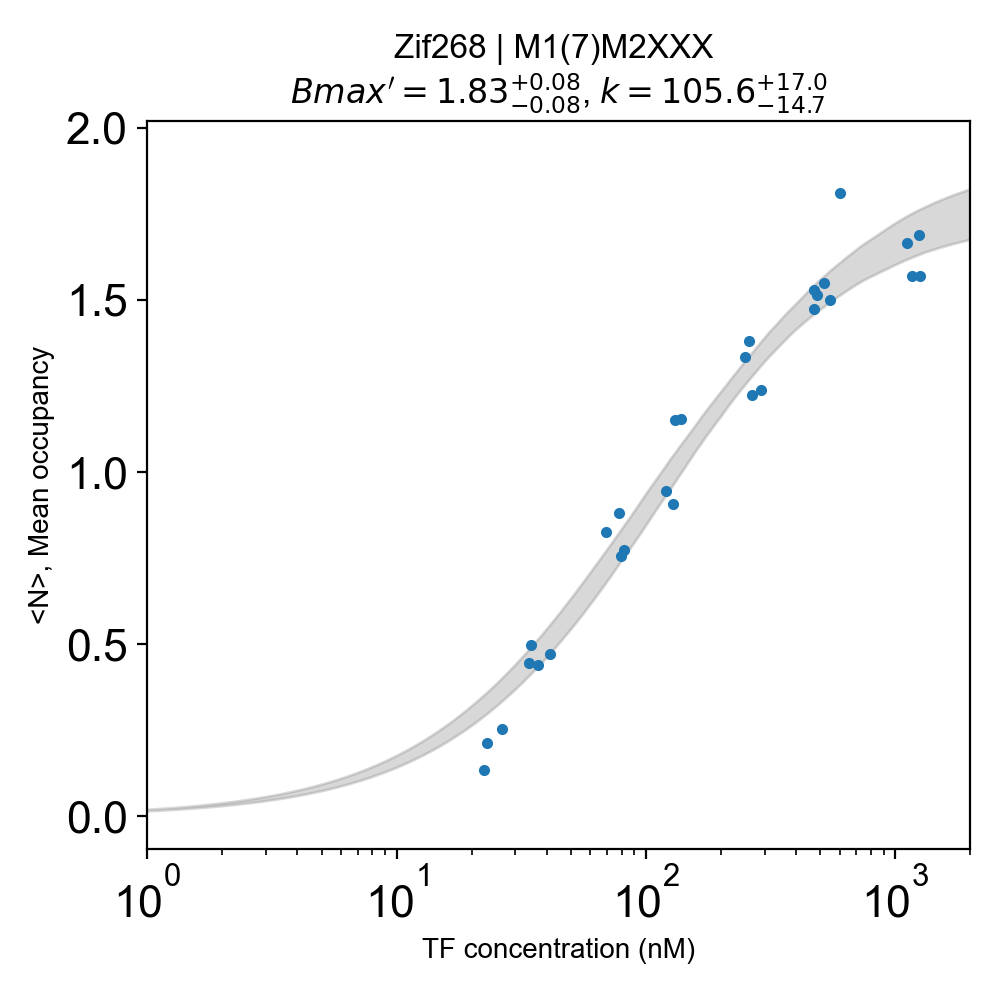 Zif268 | M1(7)M2XXX
Bmax′ = 1.83^{+0.08}_{−0.08}, k = 105.6^{+17.0}_{−14.7}
2.0
1.5
1.0
0.5
0.0
<N>, Mean occupancy
10^0 10^1 10^2 10^3
TF concentration (nM)